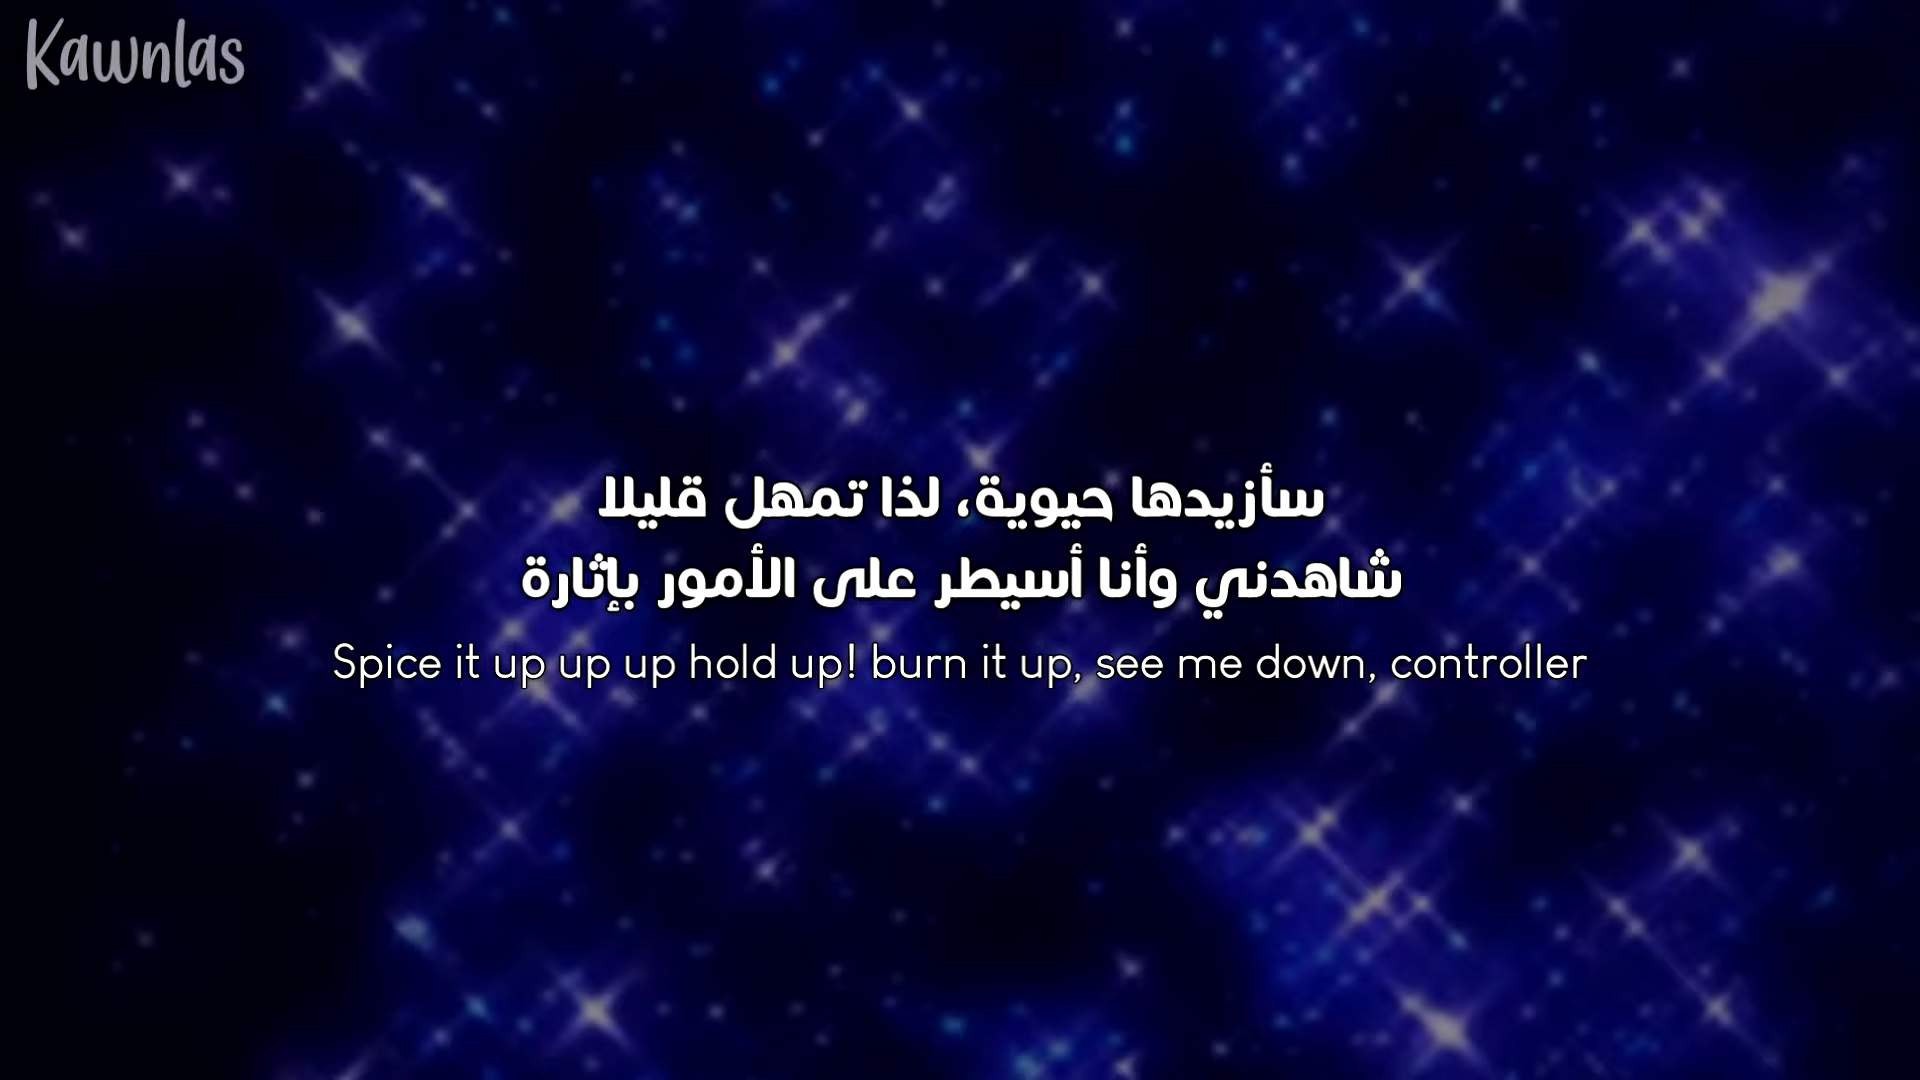 Kawnlas
سأزيدها حيوية، لذا تمهل قليلا
شاهدني وأنا أسيطر على الأمور بإثارة
Spice it up up up hold up! burn it up, see me down, controller